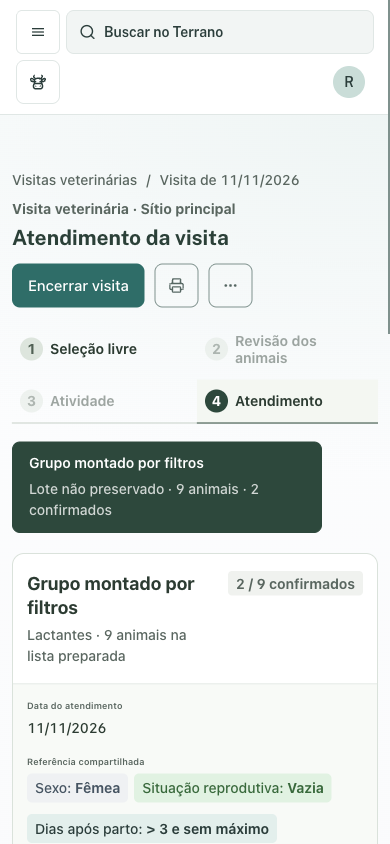 Buscar no Terrano
R
Visitas veterinárias / Visita de 11/11/2026
Visita veterinária · Sítio principal
Atendimento da visita
Encerrar visita
1 Seleção livre
2 Revisão dos
animais
3 Atividade
4 Atendimento
Grupo montado por filtros
Lote não preservado · 9 animais · 2
confirmados
Grupo montado por
filtros
2 / 9 confirmados
Lactantes · 9 animais na
lista preparada
Data do atendimento
11/11/2026
Referência compartilhada
Sexo: Fêmea
Situação reprodutiva: Vazia
Dias após parto: > 3 e sem máximo